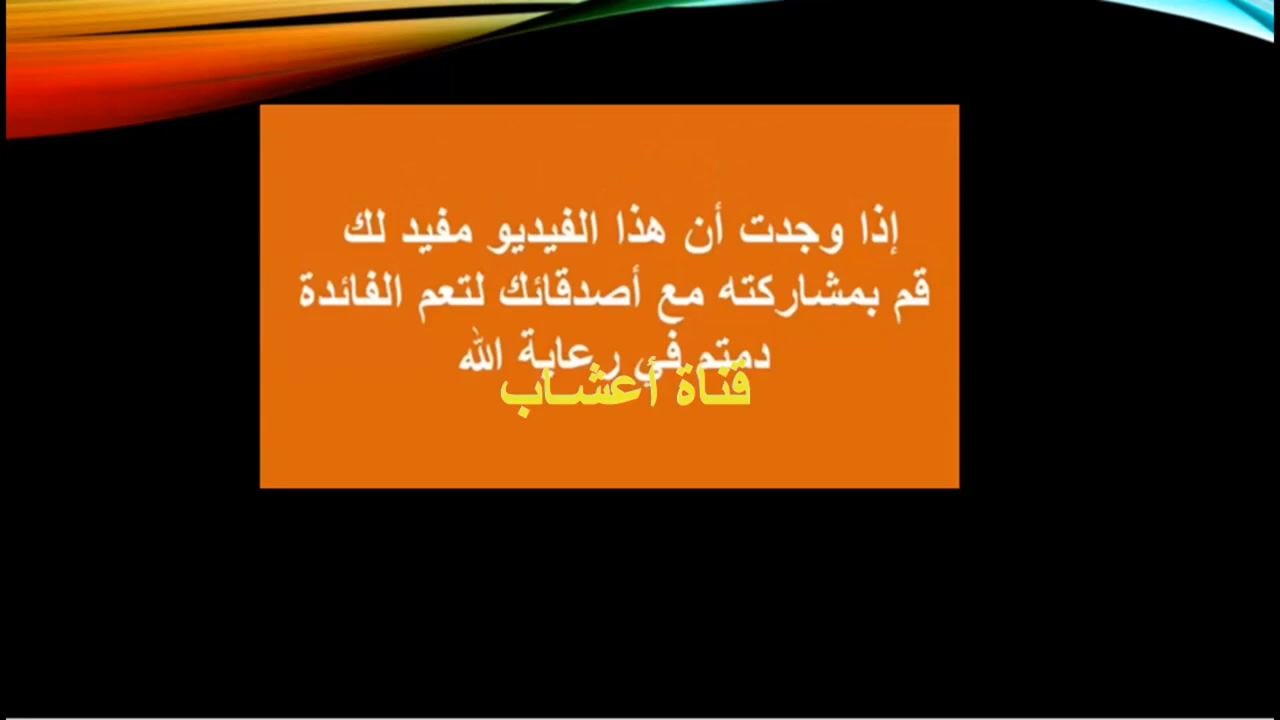 إذا وجدت أن هذا الفيديو مفيد لك
قم بمشاركته مع أصدقائك لتعم الفائدة
دمتم في رعاية الله
قناة أعشاب